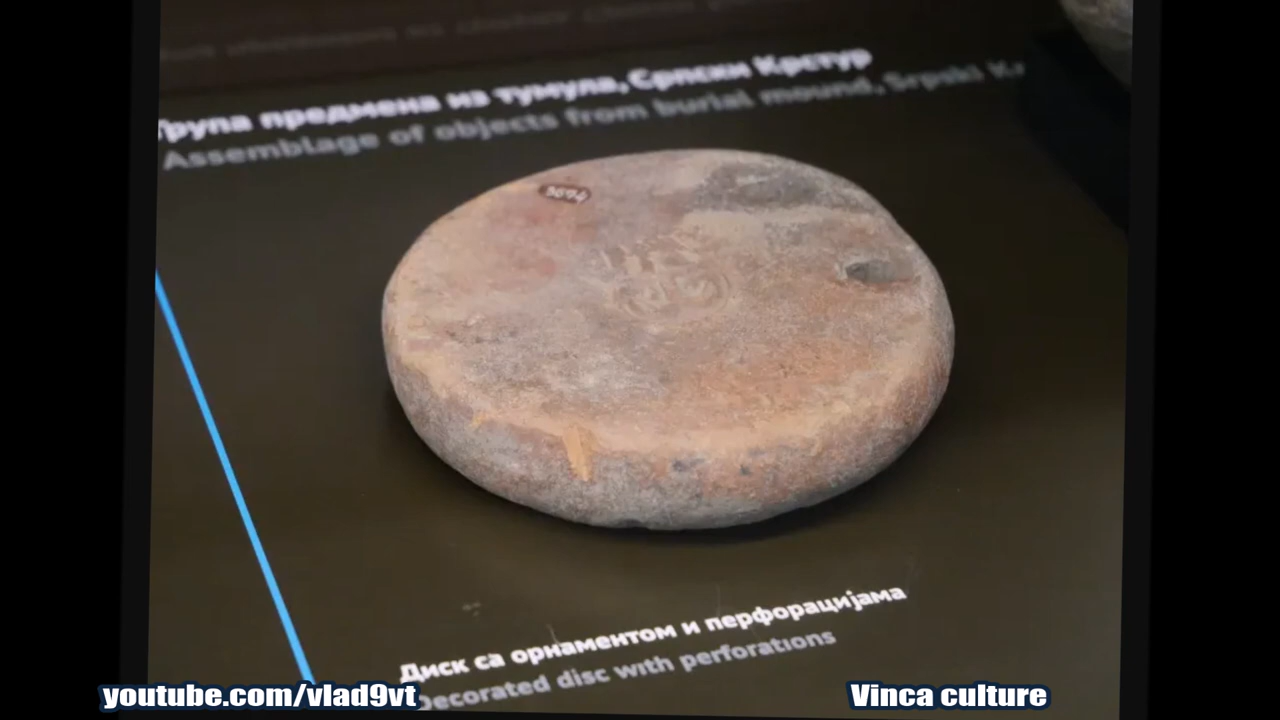 Група предмена из тумула, Српски Крстур
Assemblage of objects from burial mound, Srpski
Диск са орнаментом и перфорацијама
Decorated disc with perforations
youtube.com/vlad9vt
Vinca culture